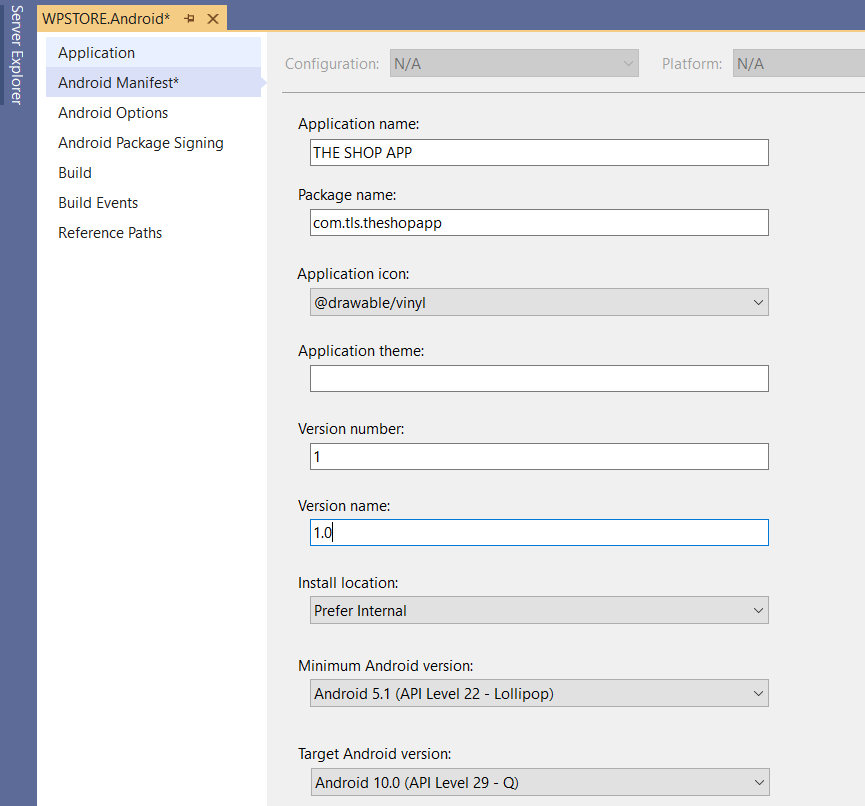 Server Explorer
WPSTORE.Android*
Application
Android Manifest*
Android Options
Android Package Signing
Build
Build Events
Reference Paths
Configuration: N/A Platform: N/A
Application name:
THE SHOP APP
Package name:
com.tls.theshopapp
Application icon:
@drawable/vinyl
Application theme:
Version number:
1
Version name:
1.0
Install location:
Prefer Internal
Minimum Android version:
Android 5.1 (API Level 22 - Lollipop)
Target Android version:
Android 10.0 (API Level 29 - Q)